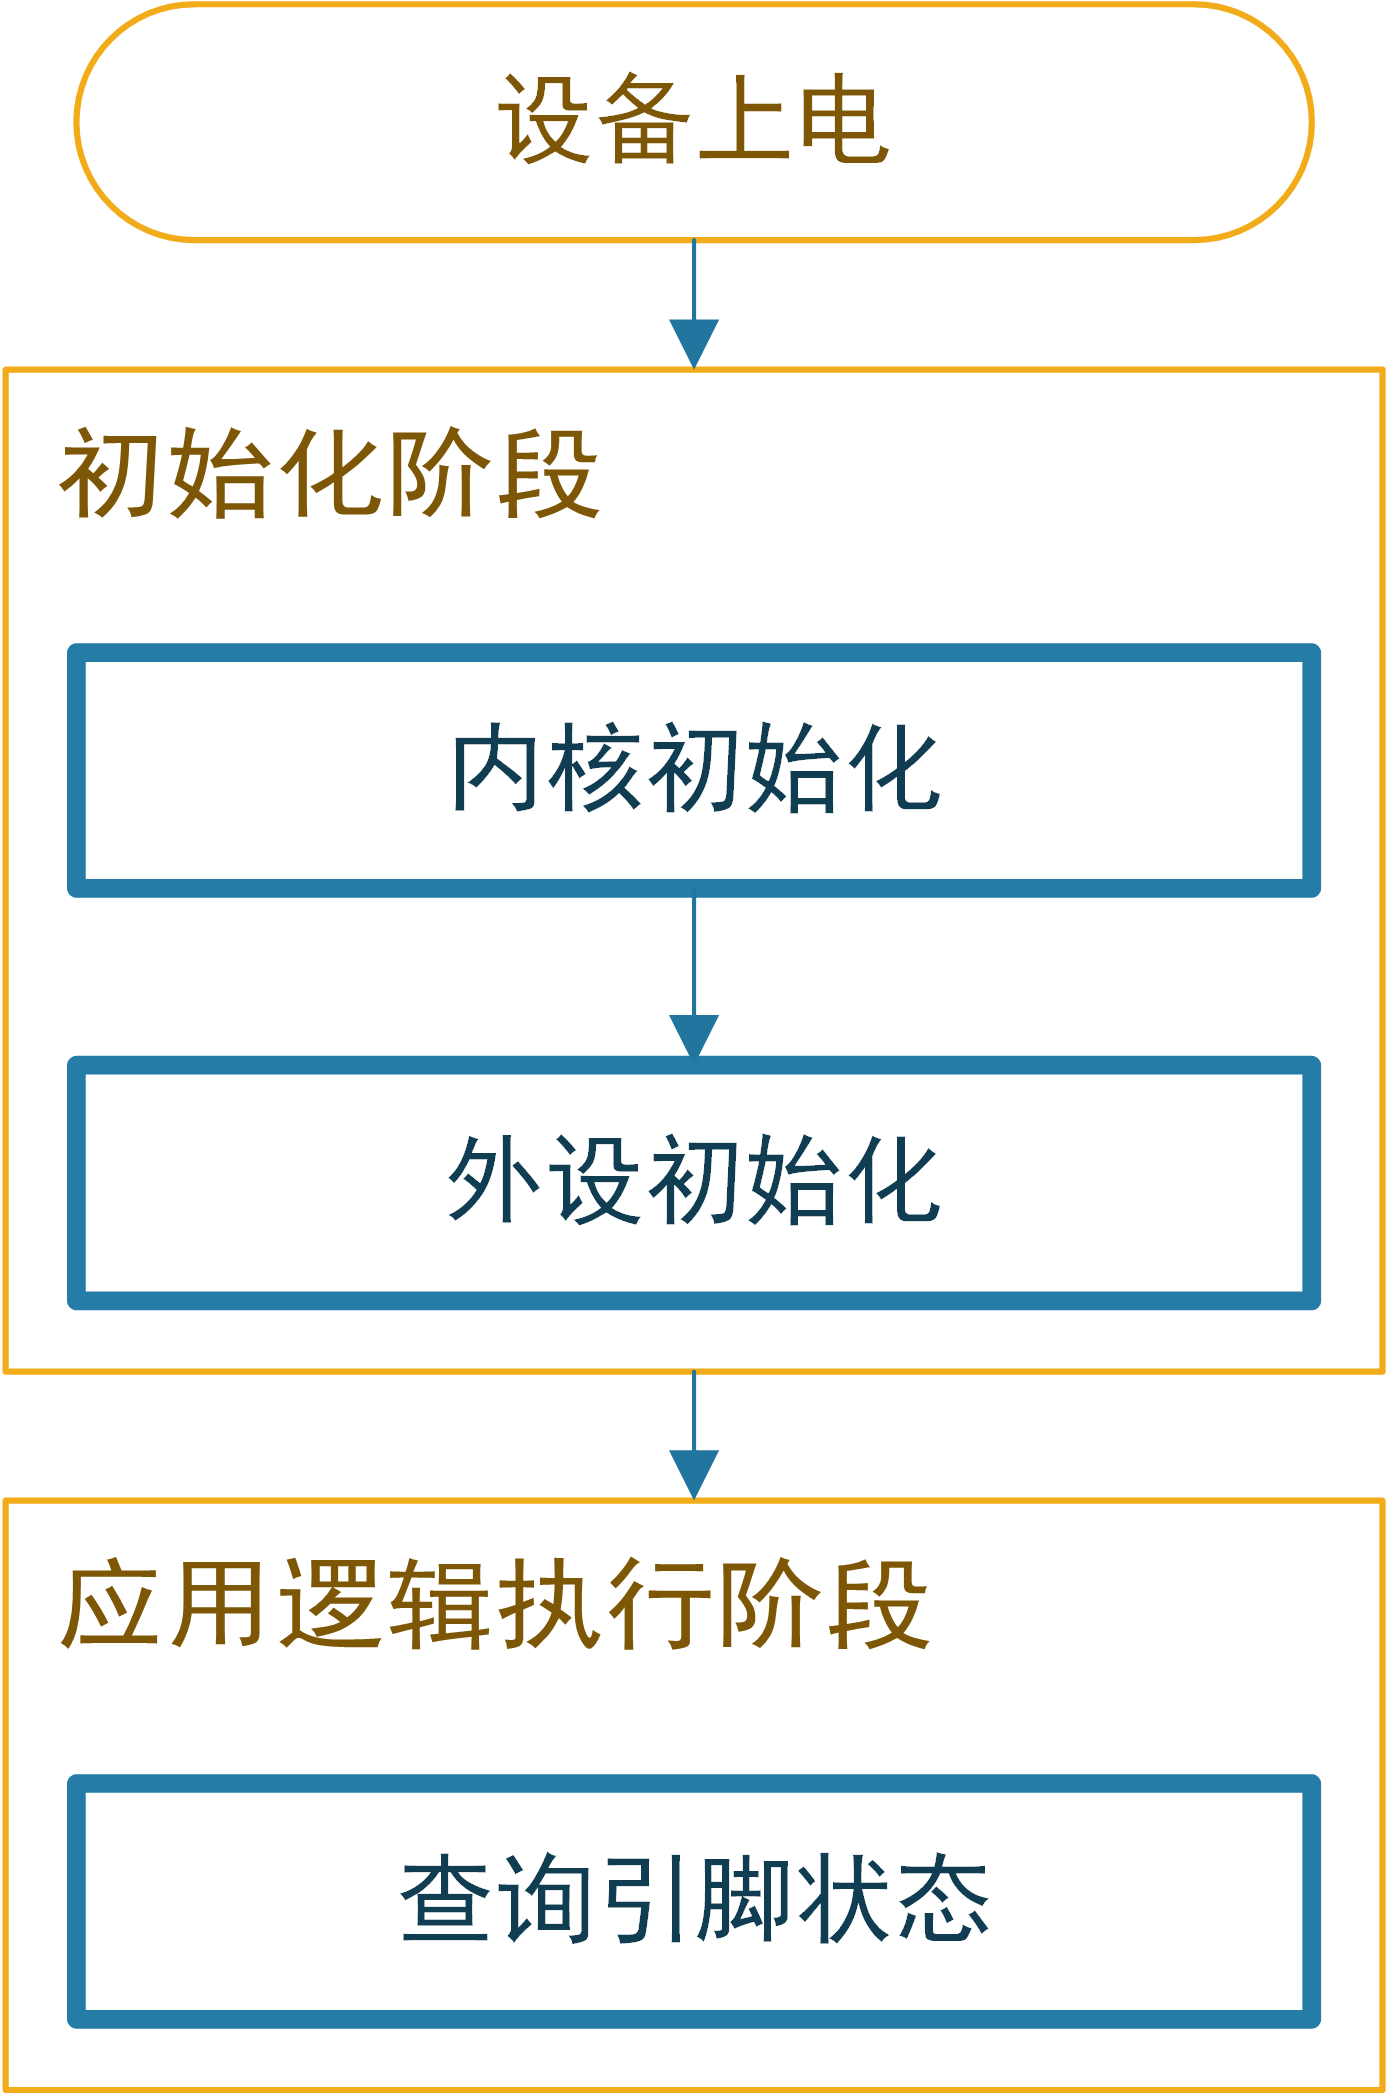 设备上电
初始化阶段
内核初始化
外设初始化
应用逻辑执行阶段
查询引脚状态